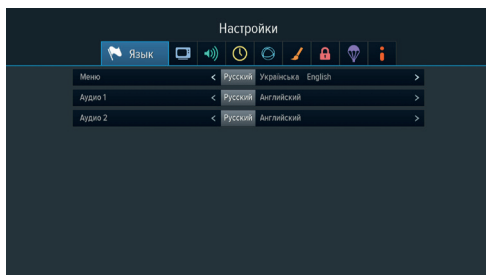 Настройки
Язык
Меню < Русский Українська English >
Аудио 1 < Русский Английский >
Аудио 2 < Русский Английский >